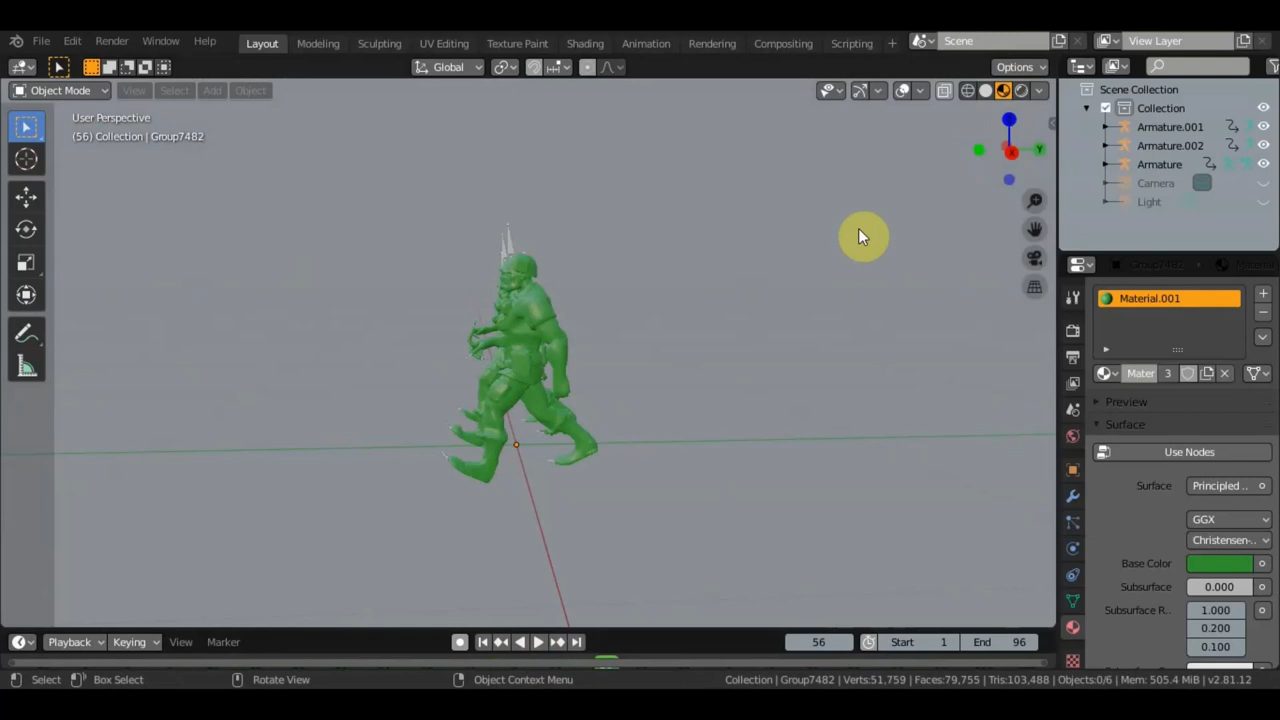 File Edit Render Window Help Layout Modeling Sculpting UV Editing Texture Paint Shading Animation Rendering Compositing Scripting + Scene View Layer
Global Options
Object Mode View Select Add Object
User Perspective
(56) Collection | Group7482
Z
X
Y
Scene Collection
Collection
Armature.001
Armature.002
Armature
Camera
Light
Group7482
Material.001
Mater 3
Preview
Surface
Use Nodes
Surface Principled ..
GGX
Christensen-..
Base Color
Subsurface 0.000
Subsurface R.. 1.000
0.200
0.100
Playback Keying View Marker 56 Start 1 End 96
Select Box Select Rotate View Object Context Menu Collection | Group7482 | Verts:51,759 | Faces:79,755 | Tris:103,488 | Objects:0/6 | Mem: 505.4 MiB | v2.81.12